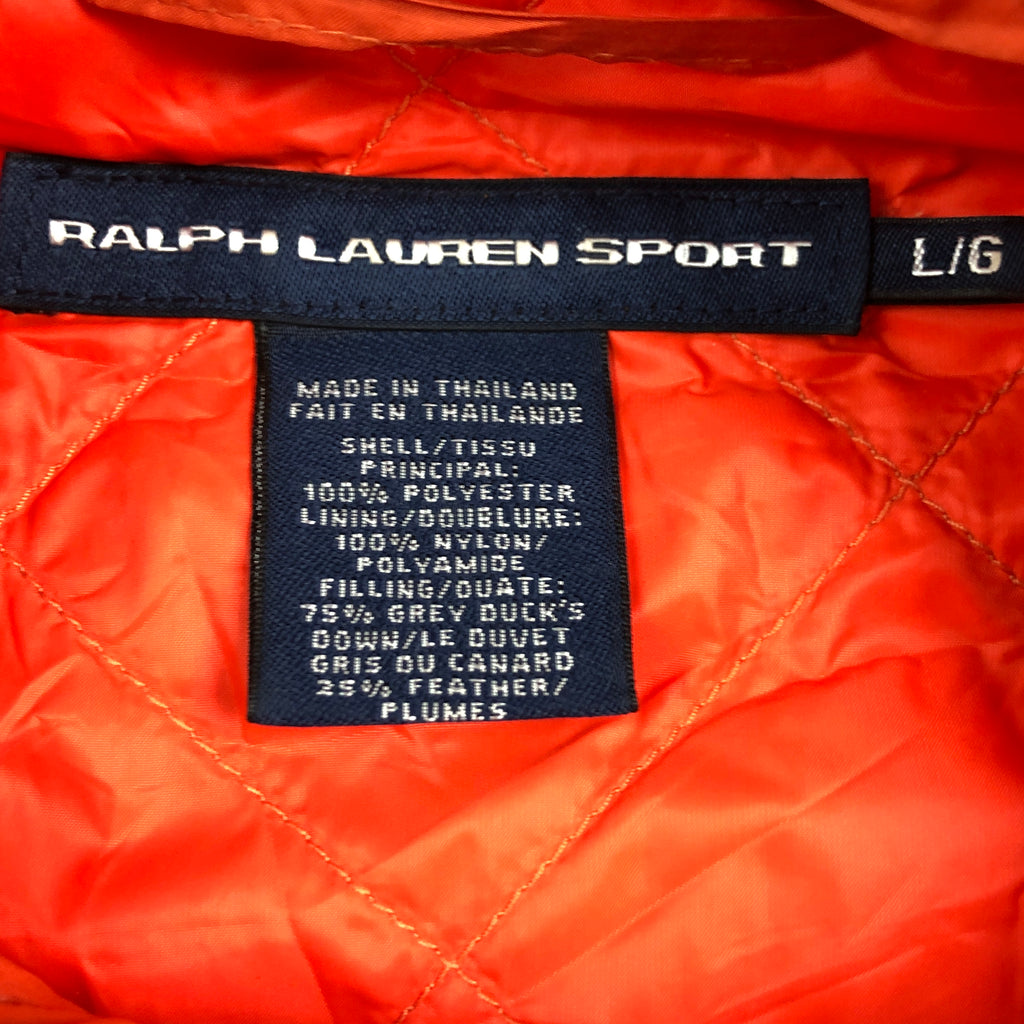 RALPH LAUREN SPORT
L/G
MADE IN THAILAND
FAIT EN THAILANDE
SHELL/TISSU
PRINCIPAL:
100% POLYESTER
LINING/DOUBLURE:
100% NYLON/
POLYAMIDE
FILLING/OUATE:
75% GREY DUCK'S
DOWN/LE DUVET
GRIS DU CANARD
25% FEATHER/
PLUMES